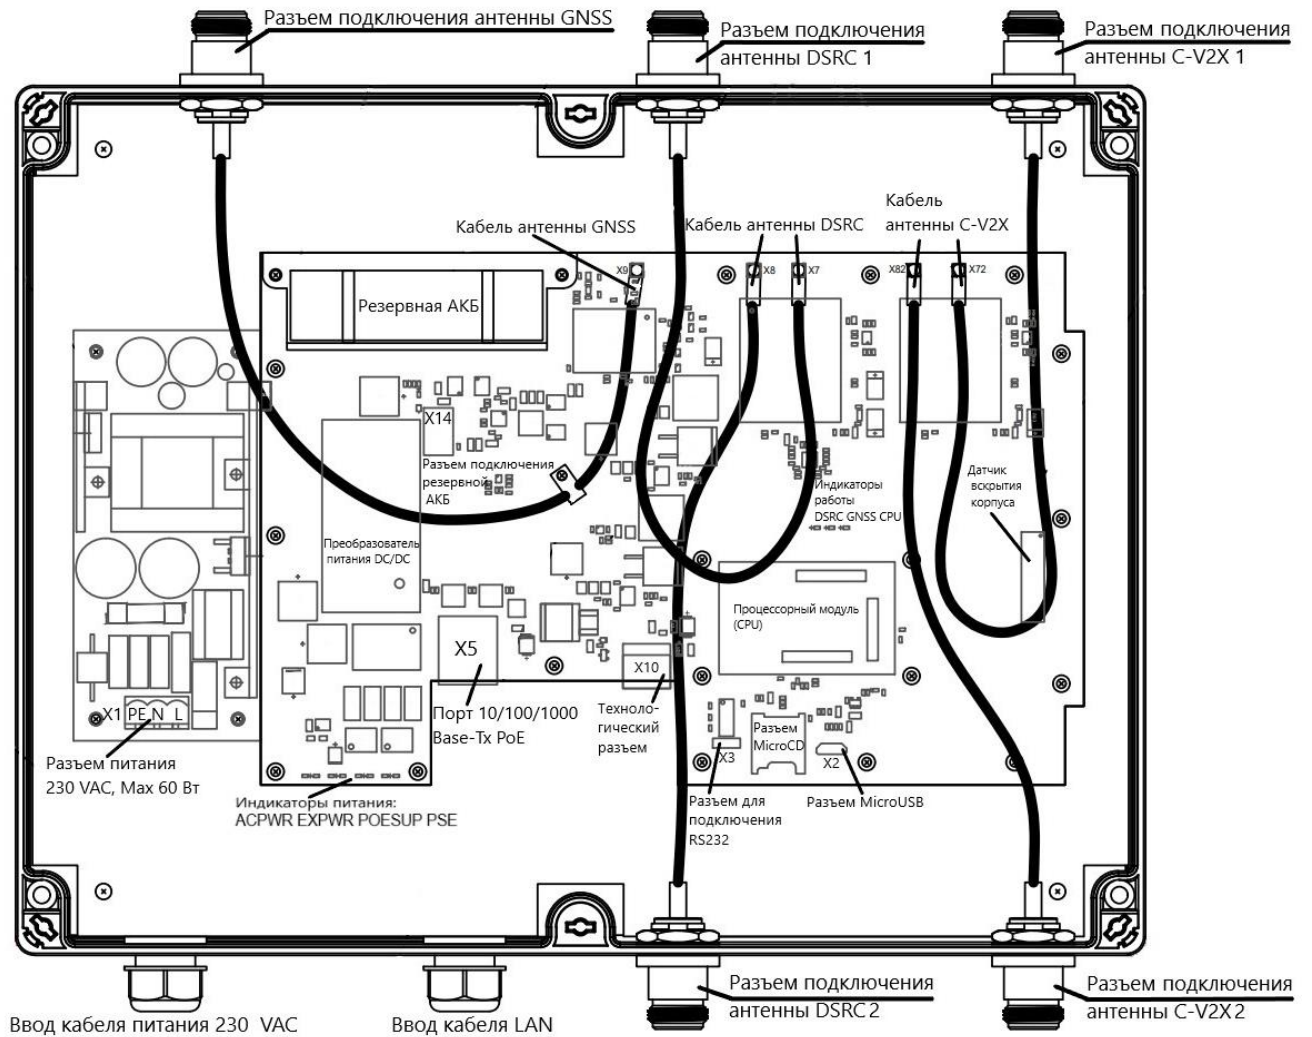 Разъем подключения антенны GNSS
Разъем подключения
антенны DSRC 1
Разъем подключения
антенны C-V2X 1
Кабель антенны GNSS
Кабель антенны DSRC
Кабель
антенны C-V2X
X9
X8
X7
X82
X72
Резервная АКБ
X14
Разъем подключения
резервной
АКБ
Индикаторы
работы
DSRC GNSS CPU
Датчик
вскрытия
корпуса
Преобразователь
питания DC/DC
Процессорный модуль
(CPU)
X5
X10
Порт 10/100/1000
Base-Tx PoE
Техноло-
гический
разъем
X1 PE N L
Разъем питания
230 VAC, Max 60 Вт
Индикаторы питания:
ACPWR EXPWR POESUP PSE
Разъем
MicroCD
X3
X2
Разъем для
подключения
RS232
Разъем MicroUSB
Разъем подключения
антенны DSRC 2
Разъем подключения
антенны C-V2X 2
Ввод кабеля питания 230 VAC
Ввод кабеля LAN